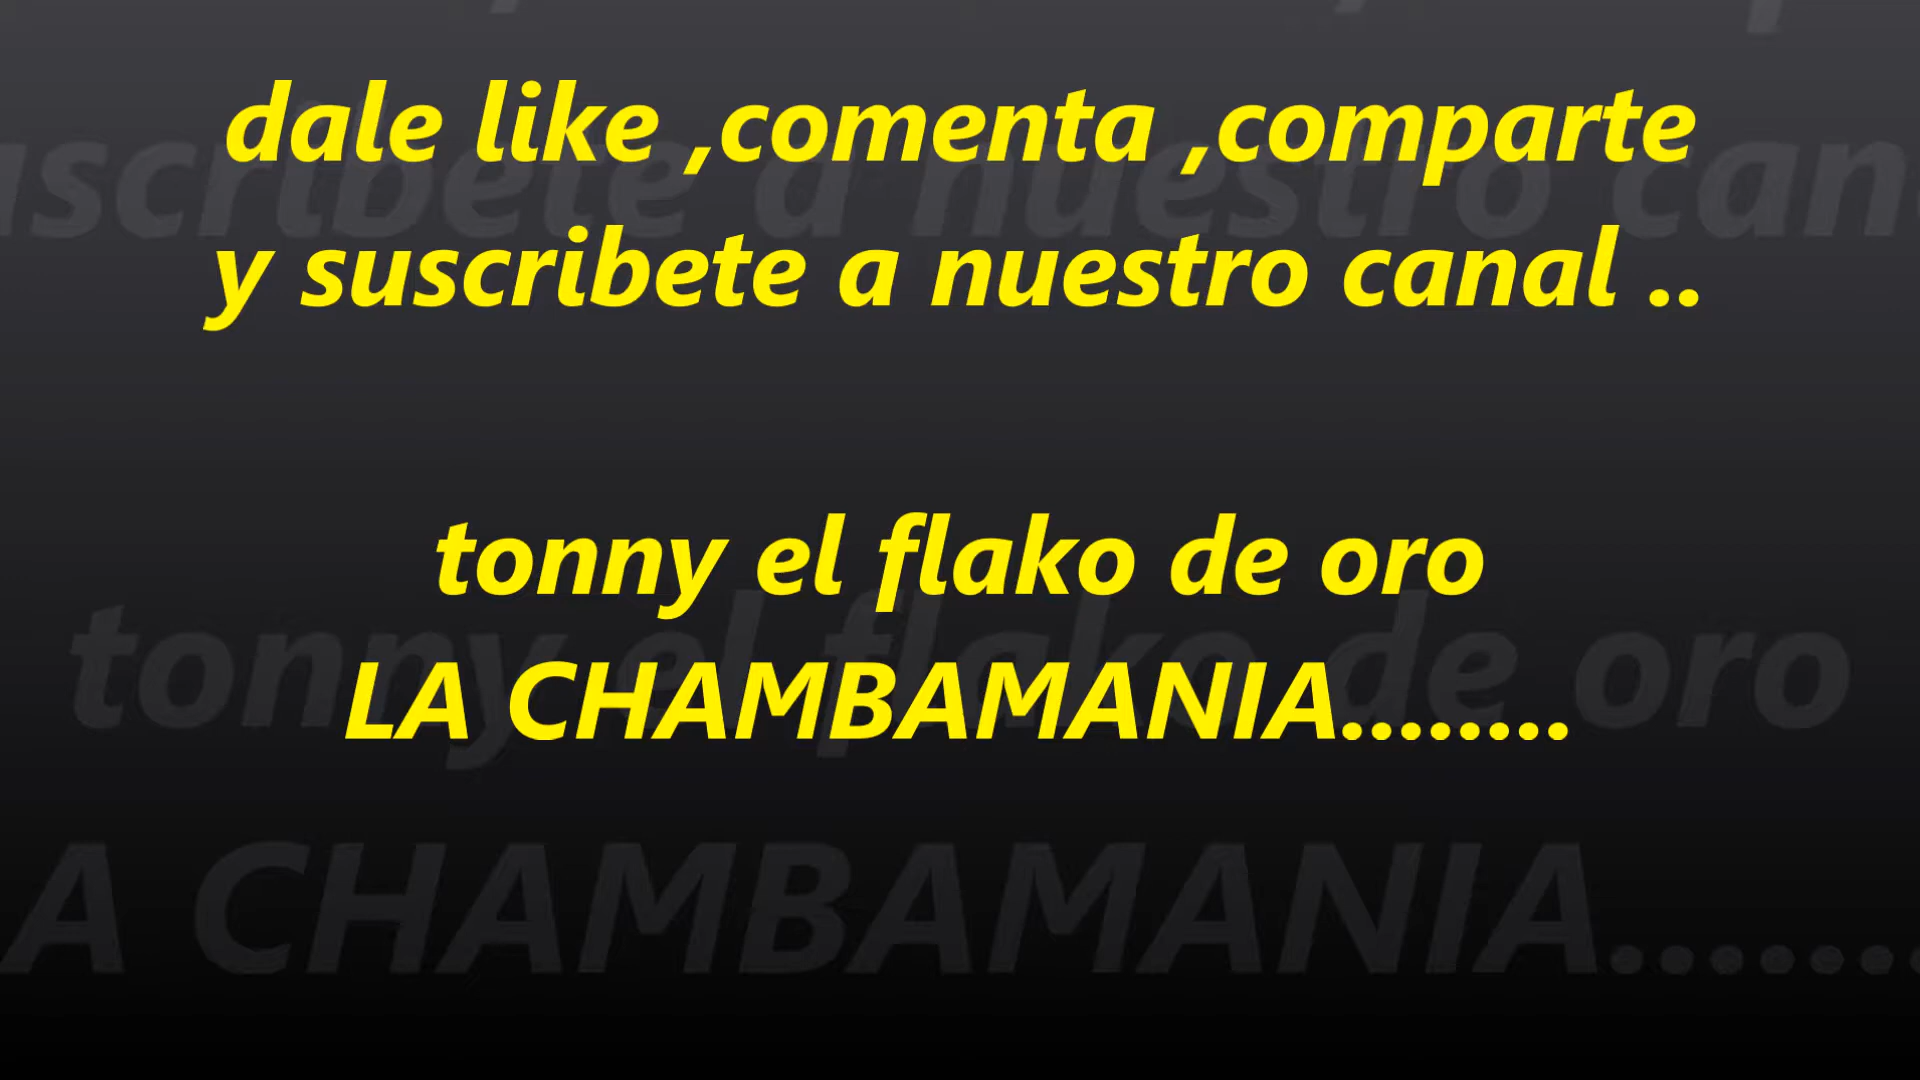 dale like ,comenta ,comparte
y suscribete a nuestro canal ..
tonny el flako de oro
LA CHAMBAMANIA........